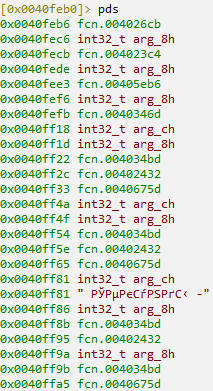 [0x0040feb0]> pds
0x0040feb6 fcn.004026cb
0x0040fec6 int32_t arg_8h
0x0040fecb fcn.004023c4
0x0040fede int32_t arg_8h
0x0040fee3 fcn.00405eb6
0x0040fef6 int32_t arg_8h
0x0040fefb fcn.0040346d
0x0040ff18 int32_t arg_ch
0x0040ff1d int32_t arg_8h
0x0040ff22 fcn.004034bd
0x0040ff2c fcn.00402432
0x0040ff33 fcn.0040675d
0x0040ff4a int32_t arg_ch
0x0040ff4f int32_t arg_8h
0x0040ff54 fcn.004034bd
0x0040ff5e fcn.00402432
0x0040ff65 fcn.0040675d
0x0040ff81 int32_t arg_ch
0x0040ff81 " РЎРµРєСѓРЅРґС‹ -"
0x0040ff86 int32_t arg_8h
0x0040ff8b fcn.004034bd
0x0040ff95 fcn.00402432
0x0040ff9a int32_t arg_8h
0x0040ff9b fcn.004034bd
0x0040ffa5 fcn.0040675d